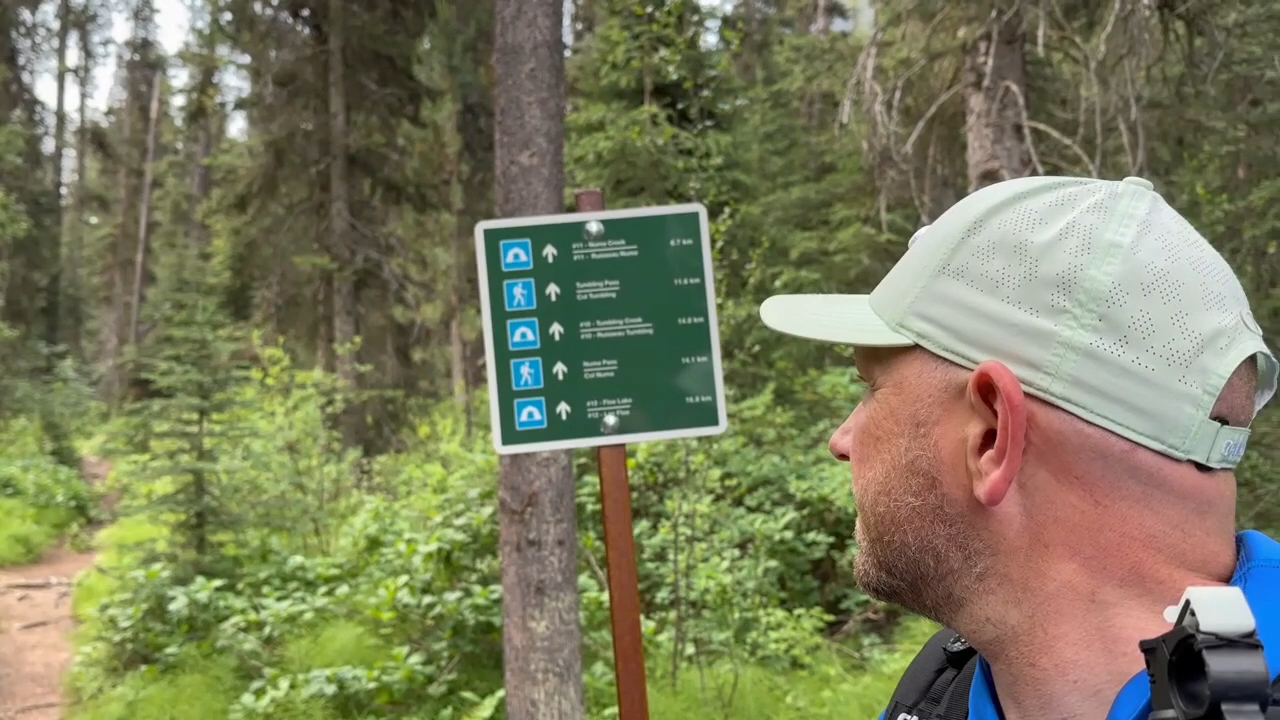 #11 - Numa Creek 6.7 km
#11 - Ruisseau Numa
Tumbling Pass 11.6 km
Col Tumbling
#10 - Tumbling Creek 14.0 km
#10 - Ruisseau Tumbling
Numa Pass 14.1 km
Col Numa
#12 - Floe Lake 16.8 km
#12 - Lac Floe